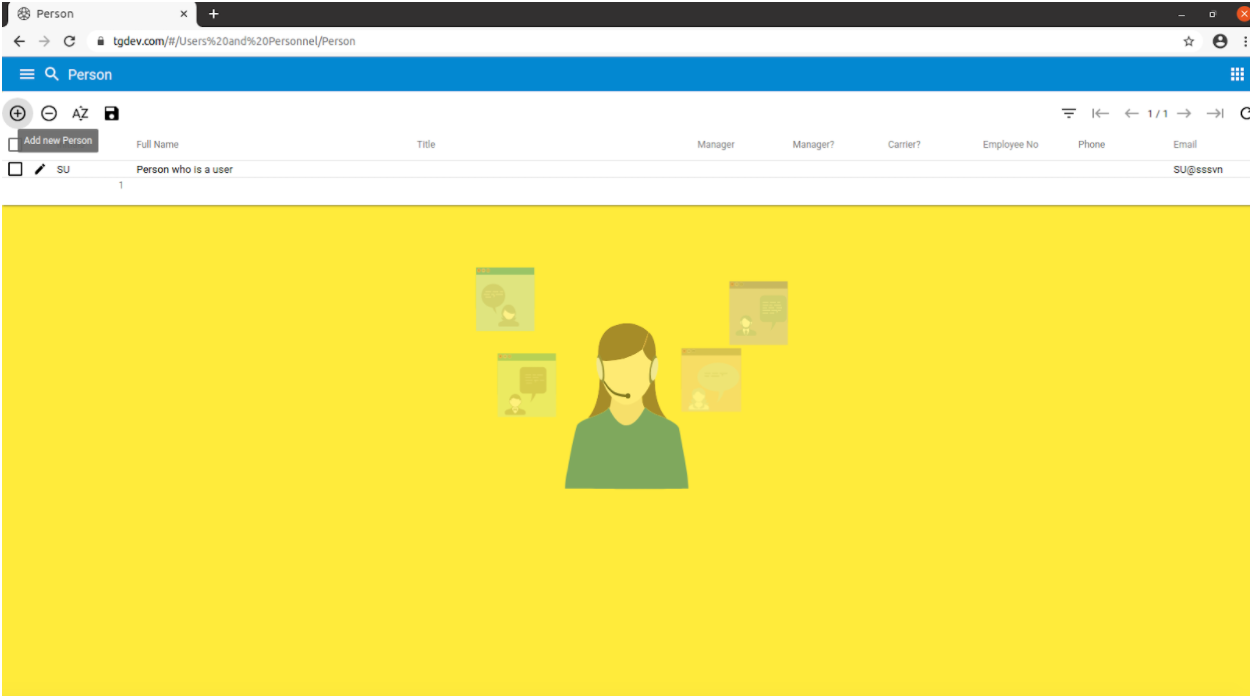 Person
tgdev.com/#/Users%20and%20Personnel/Person
Person
1 / 1
Add new Person
Full Name Title Manager Manager? Carrier? Employee No Phone Email
SU Person who is a user SU@sssvn
1